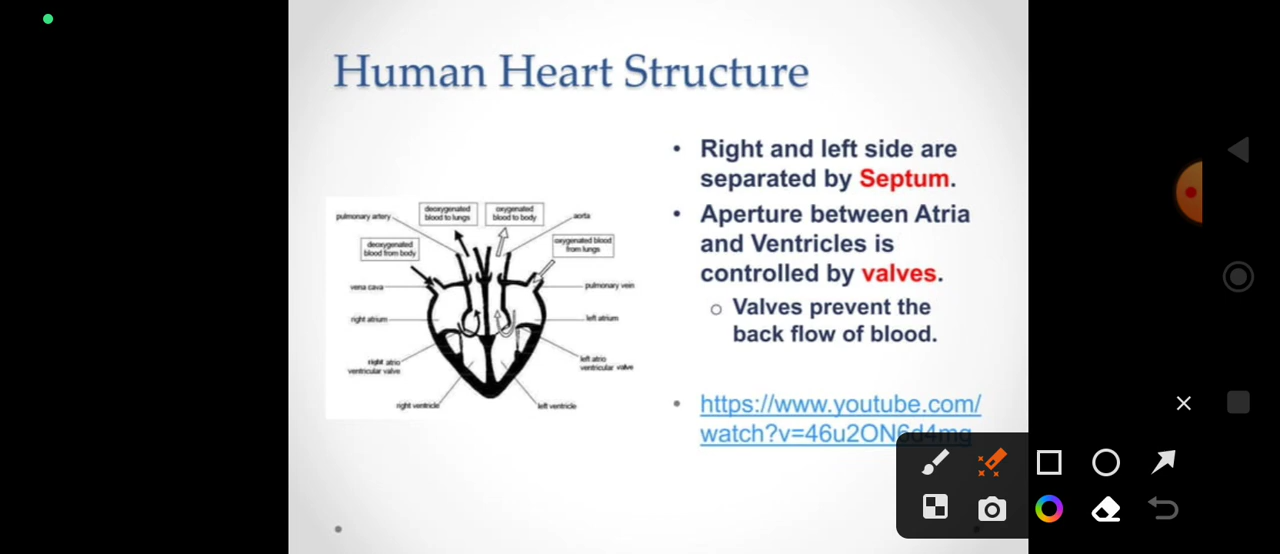 Human Heart Structure
• Right and left side are
separated by Septum.
• Aperture between Atria
and Ventricles is
controlled by valves.
o Valves prevent the
back flow of blood.
• https://www.youtube.com/
watch?v=46u2ON6d4mg
pulmonary artery
deoxygenated
blood to lungs
oxygenated
blood to body
aorta
deoxygenated
blood from body
oxygenated blood
from lungs
vena cava
pulmonary vein
right atrium
left atrium
right atrio
ventricular valve
left atrio
ventricular valve
right ventricle
left ventricle